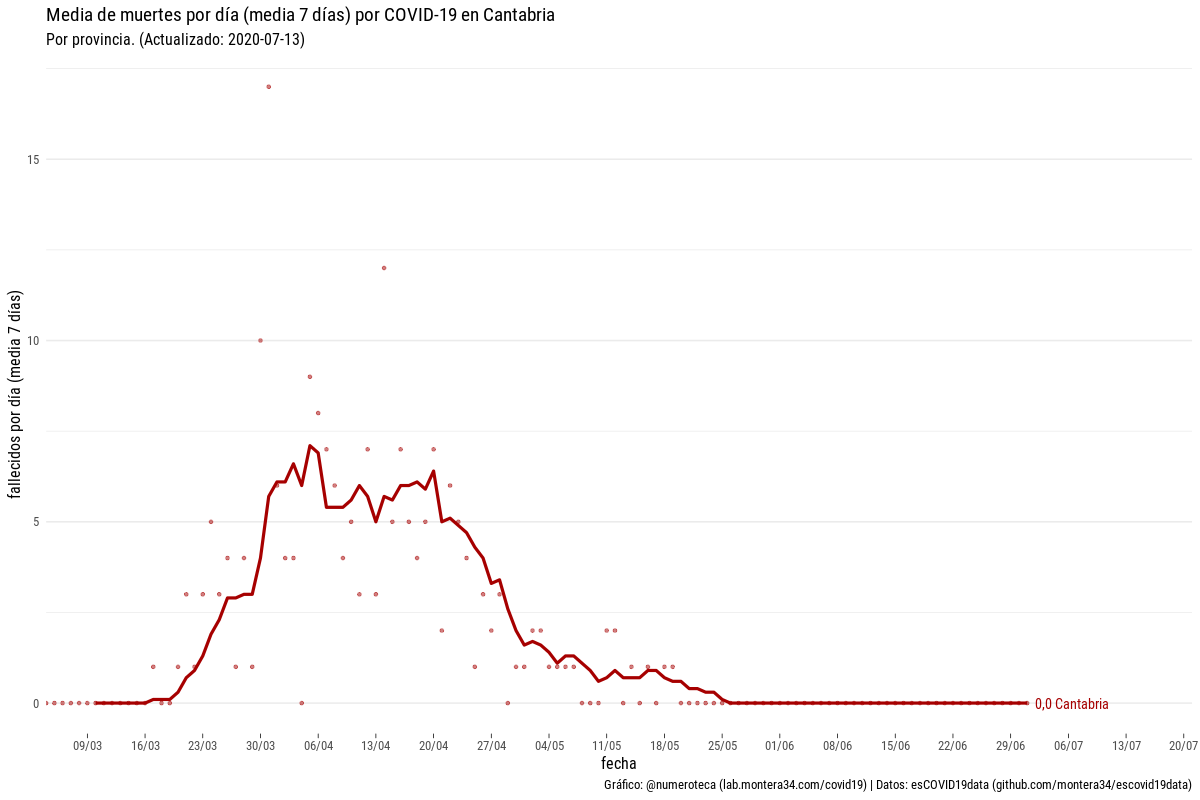 Media de muertes por día (media 7 días) por COVID-19 en Cantabria
Por provincia. (Actualizado: 2020-07-13)
fallecidos por día (media 7 días)
15
10
5
0
0,0 Cantabria
09/03 16/03 23/03 30/03 06/04 13/04 20/04 27/04 04/05 11/05 18/05 25/05 01/06 08/06 15/06 22/06 29/06 06/07 13/07 20/07
fecha
Gráfico: @numeroteca (lab.montera34.com/covid19) | Datos: esCOVID19data (github.com/montera34/escovid19data)